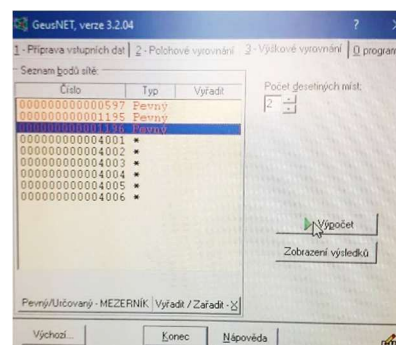 GeusNET, verze 3.2.04
1 - Příprava vstupních dat 2 - Polohové vyrovnání 3 - Výškové vyrovnání 0 program
Seznam bodů sítě:
Číslo Typ Vyřadit
000000000000597 Pevný
000000000001195 Pevný
000000000001196 Pevný
000000000004001 *
000000000004002 *
000000000004003 *
000000000004004 *
000000000004005 *
000000000004006 *
Počet desetiných míst:
2
Výpočet
Zobrazení výsledků
Pevný/Určovaný - MEZERNÍK Vyřadit / Zařadit - X
Výchozí... Konec Nápověda